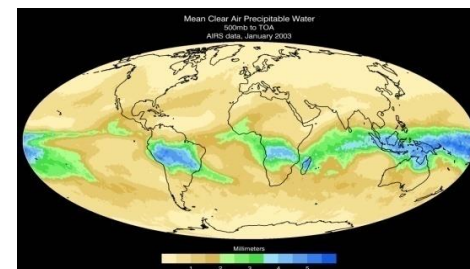 Mean Clear Air Precipitable Water
500mb to TOA
AIRS data, January 2003
Millimeters
1 2 3 4 5